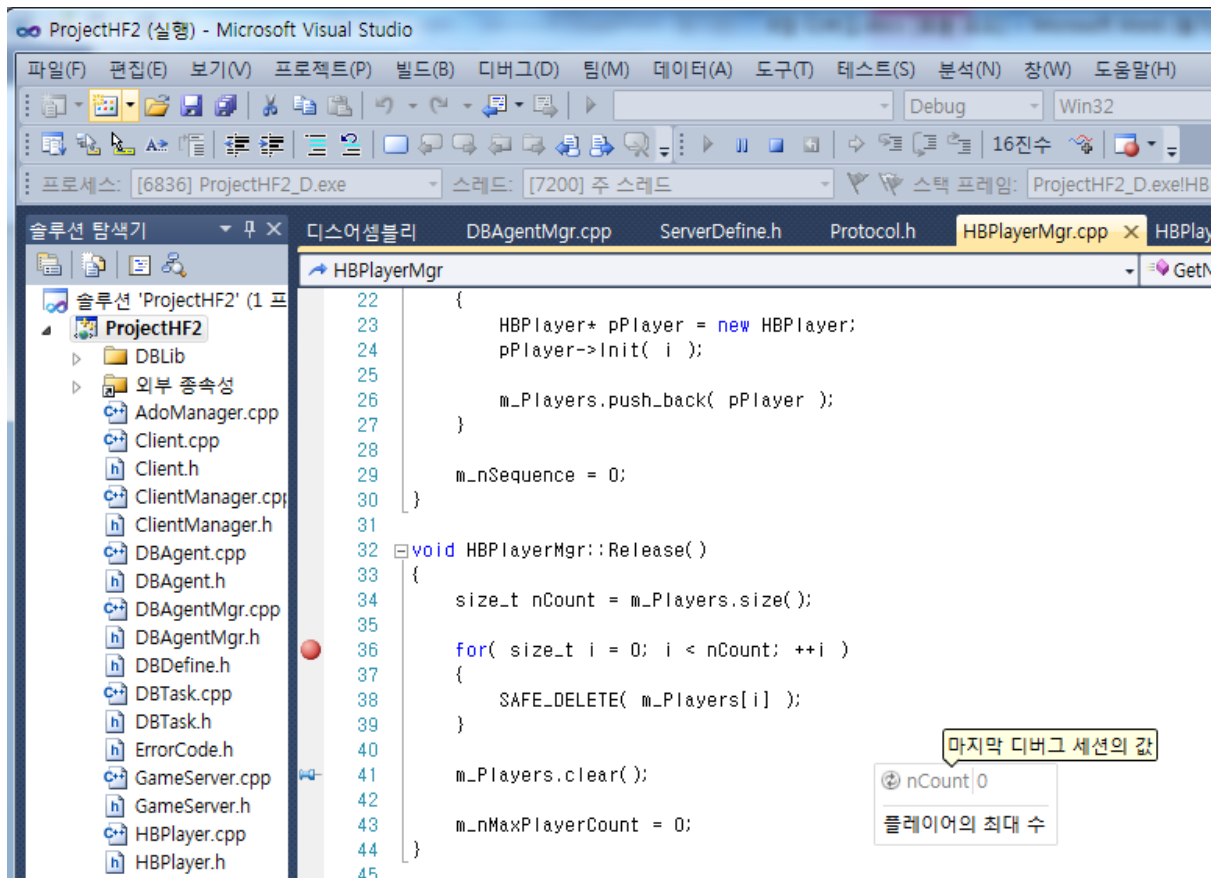 ProjectHF2 (실행) - Microsoft Visual Studio
파일(F) 편집(E) 보기(V) 프로젝트(P) 빌드(B) 디버그(D) 팀(M) 데이터(A) 도구(T) 테스트(S) 분석(N) 창(W) 도움말(H)
Debug Win32
16진수
프로세스: [6836] ProjectHF2_D.exe 스레드: [7200] 주 스레드 스택 프레임: ProjectHF2_D.exe!HB
솔루션 탐색기
디스어셈블리 DBAgentMgr.cpp ServerDefine.h Protocol.h HBPlayerMgr.cpp HBPlay
HBPlayerMgr GetN
솔루션 'ProjectHF2' (1 프
ProjectHF2
DBLib
외부 종속성
AdoManager.cpp
Client.cpp
Client.h
ClientManager.cpp
ClientManager.h
DBAgent.cpp
DBAgent.h
DBAgentMgr.cpp
DBAgentMgr.h
DBDefine.h
DBTask.cpp
DBTask.h
ErrorCode.h
GameServer.cpp
GameServer.h
HBPlayer.cpp
HBPlayer.h
22 {
23 HBPlayer* pPlayer = new HBPlayer;
24 pPlayer->Init( i );
25
26 m_Players.push_back( pPlayer );
27 }
28
29 m_nSequence = 0;
30 }
31
32 void HBPlayerMgr::Release()
33 {
34 size_t nCount = m_Players.size();
35
36 for( size_t i = 0; i < nCount; ++i )
37 {
38 SAFE_DELETE( m_Players[i] );
39 }
40
41 m_Players.clear();
42
43 m_nMaxPlayerCount = 0;
44 }
45
마지막 디버그 세션의 값
nCount 0
플레이어의 최대 수